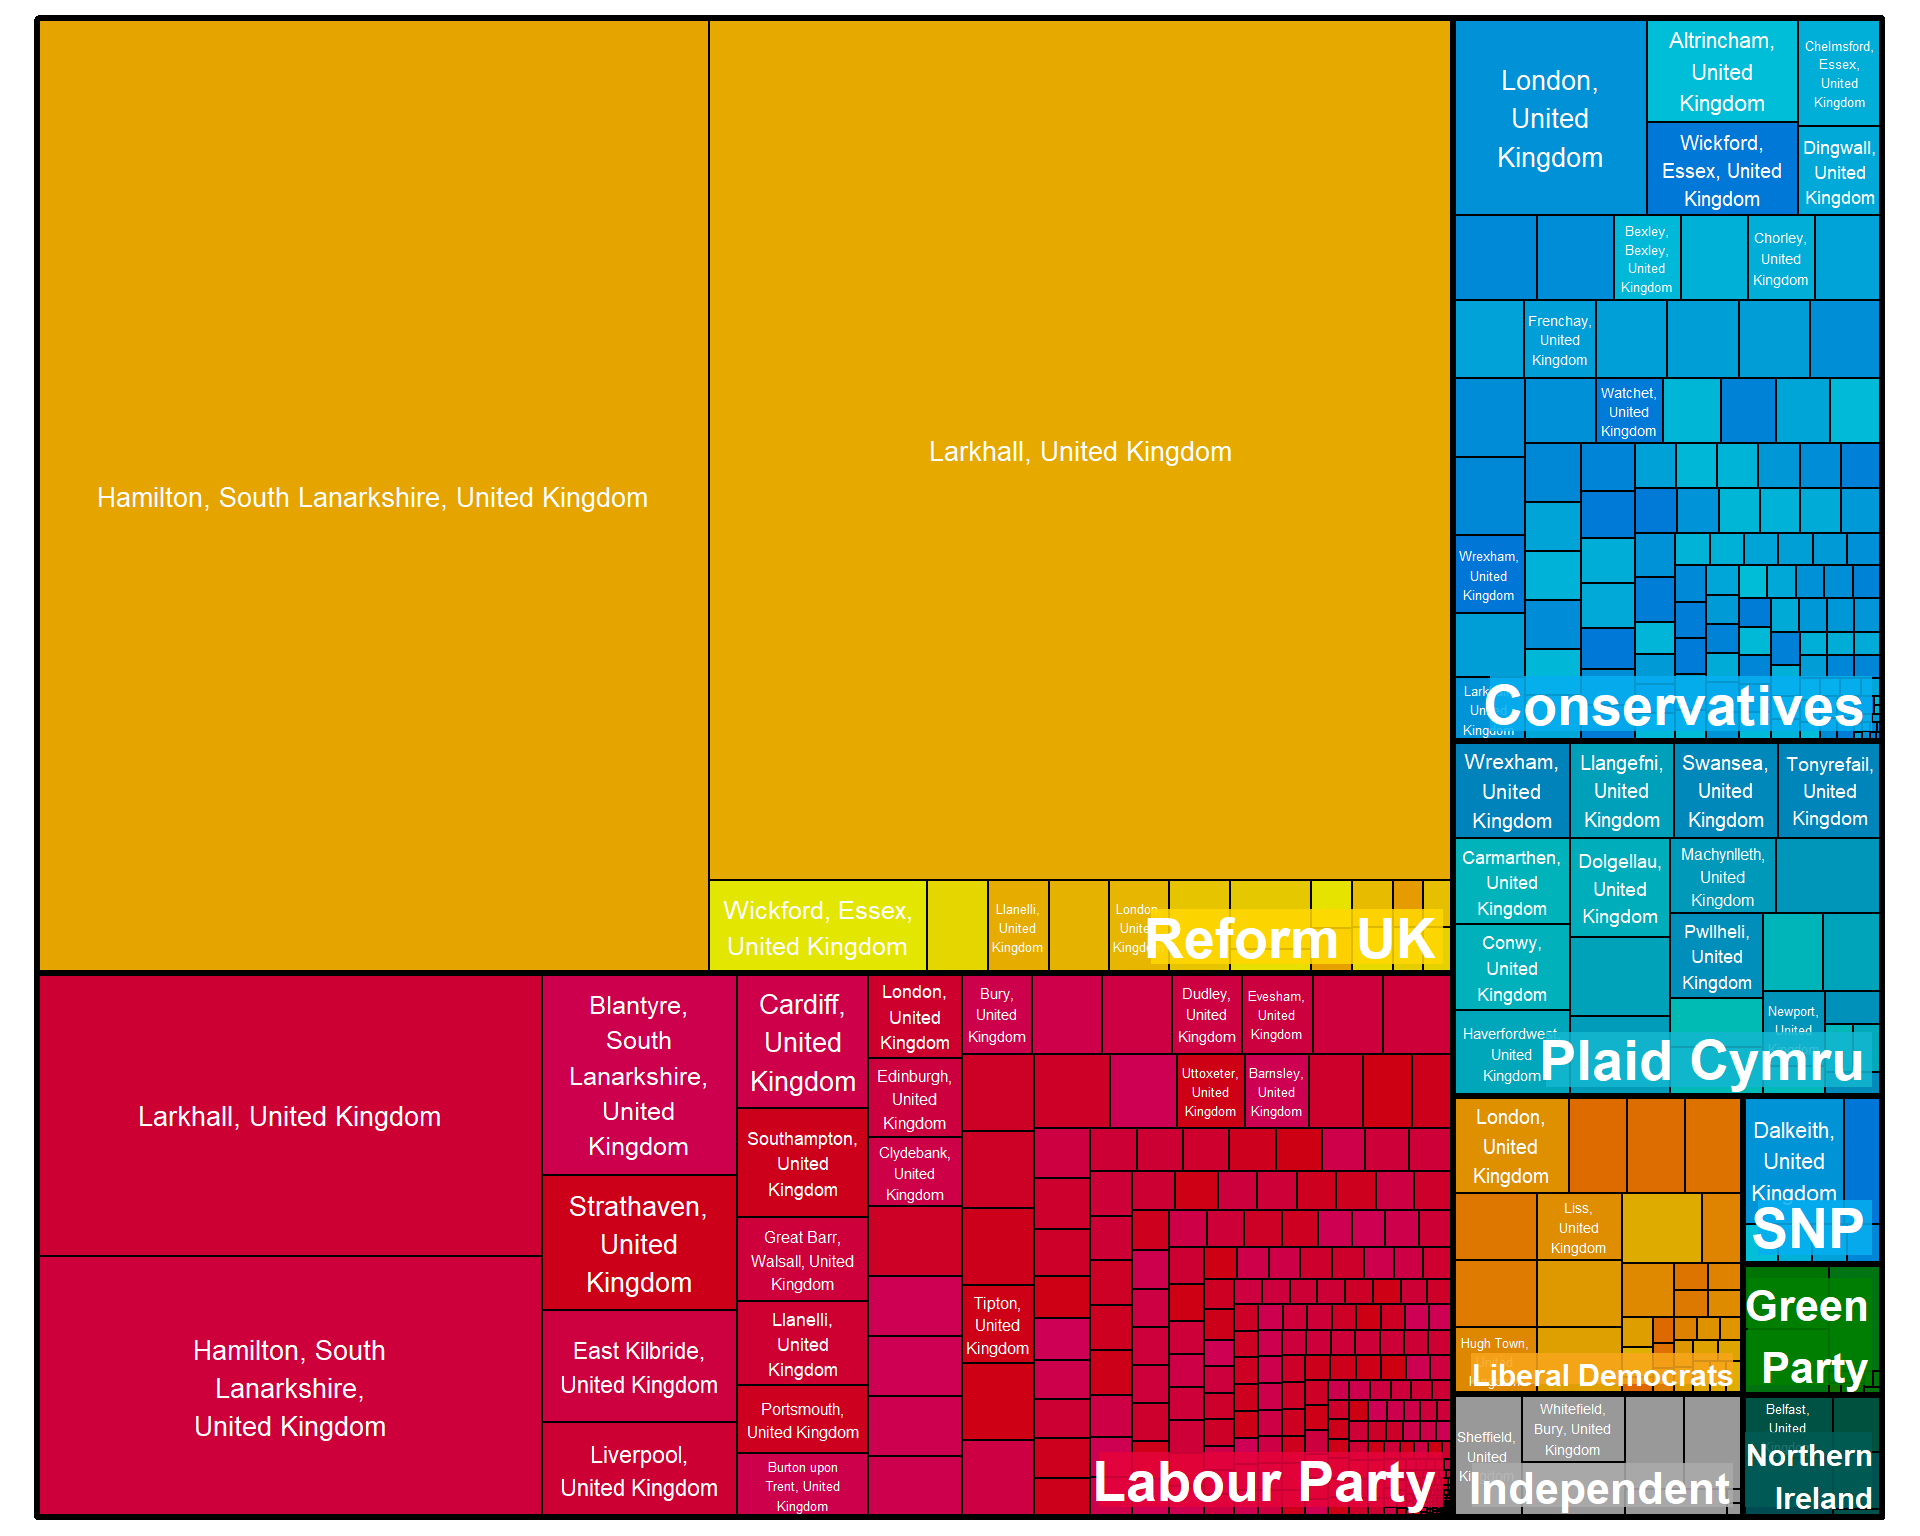 Hamilton, South Lanarkshire, United Kingdom
Larkhall, United Kingdom
Wickford, Essex,
United Kingdom
Llanelli,
United
Kingdom
London,
United
Kingdom
Reform UK
Larkhall, United Kingdom
Hamilton, South
Lanarkshire,
United Kingdom
Blantyre,
South
Lanarkshire,
United
Kingdom
Strathaven,
United
Kingdom
East Kilbride,
United Kingdom
Liverpool,
United Kingdom
Cardiff,
United
Kingdom
Southampton,
United
Kingdom
Great Barr,
Walsall, United
Kingdom
Llanelli,
United
Kingdom
Portsmouth,
United Kingdom
Burton upon
Trent, United
Kingdom
London,
United
Kingdom
Edinburgh,
United
Kingdom
Clydebank,
United
Kingdom
Bury,
United
Kingdom
Tipton,
United
Kingdom
Dudley,
United
Kingdom
Evesham,
United
Kingdom
Uttoxeter,
United
Kingdom
Barnsley,
United
Kingdom
Labour Party
London,
United
Kingdom
Altrincham,
United
Kingdom
Chelmsford,
Essex,
United
Kingdom
Wickford,
Essex, United
Kingdom
Dingwall,
United
Kingdom
Bexley,
Bexley,
United
Kingdom
Chorley,
United
Kingdom
Frenchay,
United
Kingdom
Watchet,
United
Kingdom
Wrexham,
United
Kingdom
Kingdom
Conservatives
Wrexham,
United
Kingdom
Llangefni,
United
Kingdom
Swansea,
United
Kingdom
Tonyrefail,
United
Kingdom
Carmarthen,
United
Kingdom
Dolgellau,
United
Kingdom
Machynlleth,
United
Kingdom
Conwy,
United
Kingdom
Pwllheli,
United
Kingdom
Haverfordwest,
United
Kingdom
Newport,
United
Plaid Cymru
London,
United
Kingdom
Liss,
United
Kingdom
Hugh Town,
Liberal Democrats
Dalkeith,
United
Kingdom
SNP
Green
Party
Sheffield,
United
Whitefield,
Bury, United
Kingdom
Independent
Belfast,
United
Northern
Ireland